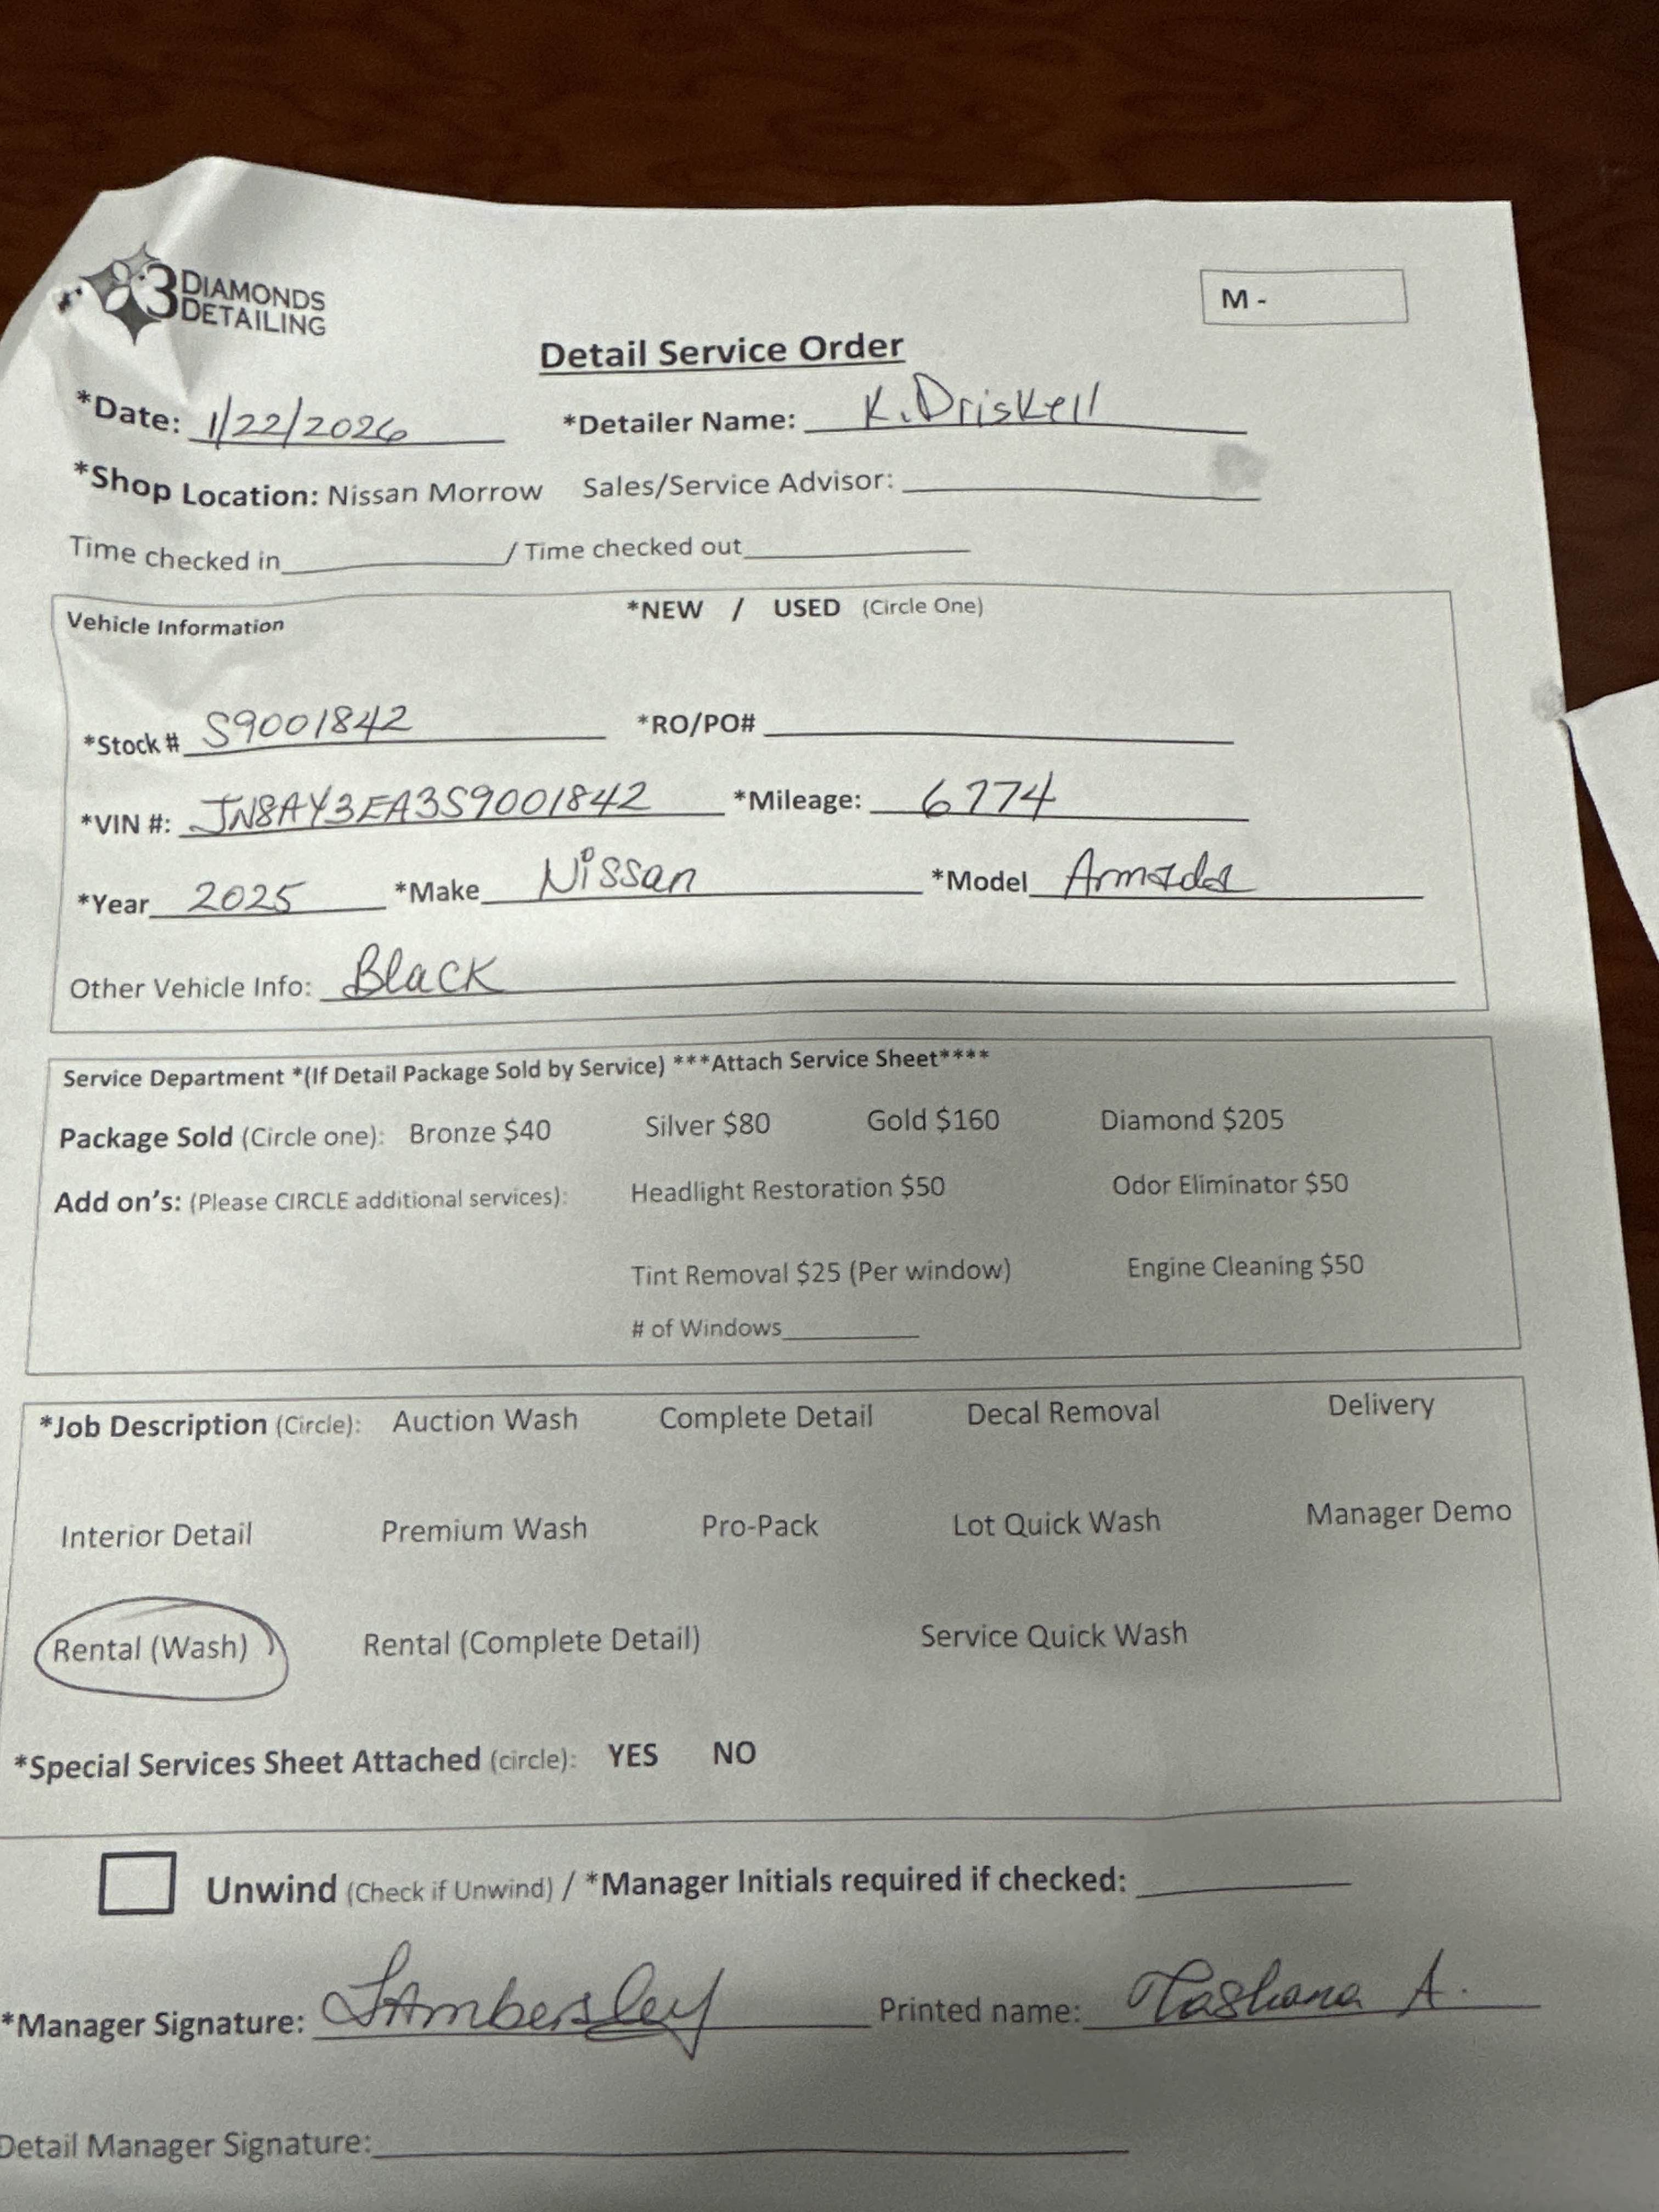 3 DIAMONDS DETAILING
M -
Detail Service Order
*Date: 1/22/2026 *Detailer Name: K. Driskell
*Shop Location: Nissan Morrow Sales/Service Advisor:
Time checked in / Time checked out
Vehicle Information *NEW / USED (Circle One)
*Stock # S9001842 *RO/PO#
*VIN #: JN8AY3EA3S9001842 *Mileage: 6774
*Year 2025 *Make Nissan *Model Armada
Other Vehicle Info: Black
Service Department *(If Detail Package Sold by Service) ***Attach Service Sheet****
Package Sold (Circle one): Bronze $40 Silver $80 Gold $160 Diamond $205
Add on's: (Please CIRCLE additional services): Headlight Restoration $50 Odor Eliminator $50
Tint Removal $25 (Per window) Engine Cleaning $50
# of Windows
*Job Description (Circle): Auction Wash Complete Detail Decal Removal Delivery
Interior Detail Premium Wash Pro-Pack Lot Quick Wash Manager Demo
Rental (Wash) Rental (Complete Detail) Service Quick Wash
*Special Services Sheet Attached (circle): YES NO
Unwind (Check if Unwind) / *Manager Initials required if checked:
*Manager Signature: Printed name: Tashana A.
Detail Manager Signature: